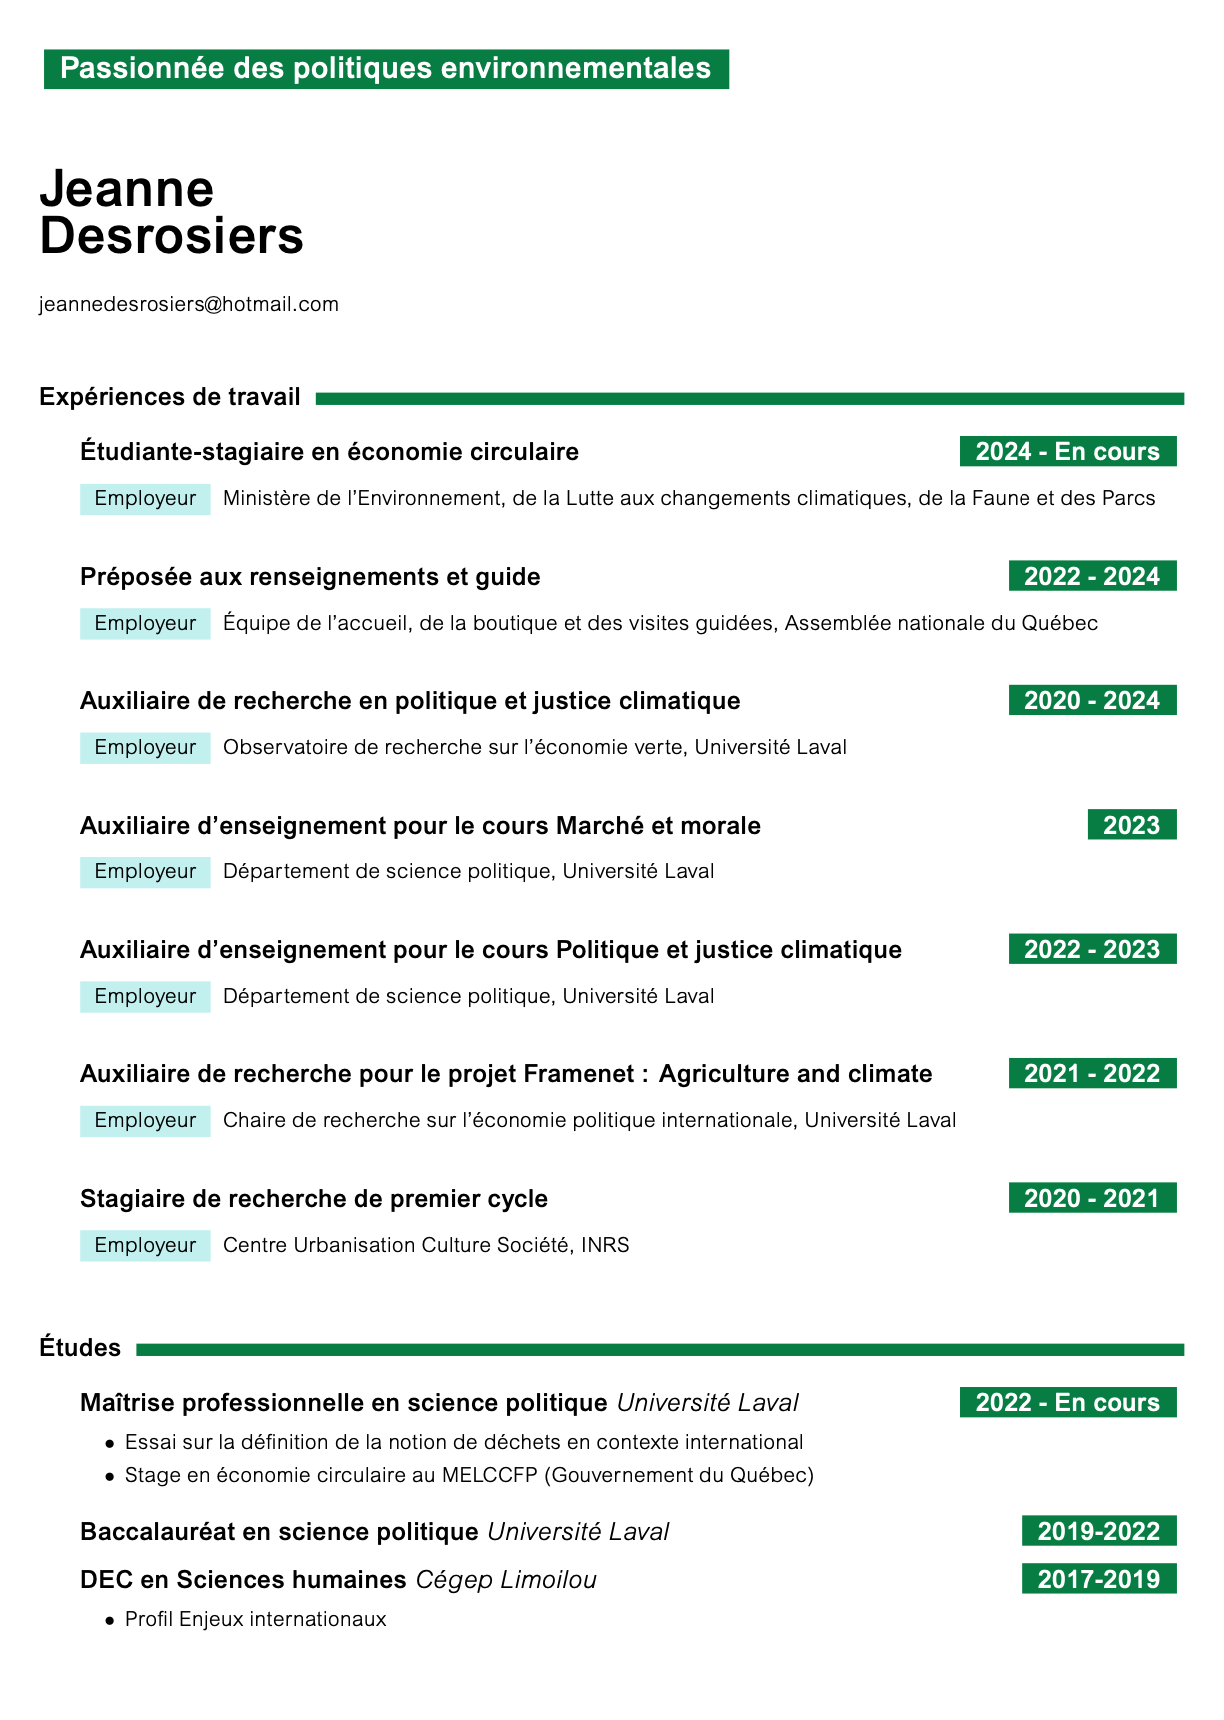 Passionnée des politiques environnementales
Jeanne
Desrosiers
jeannedesrosiers@hotmail.com
Expériences de travail
Étudiante-stagiaire en économie circulaire 2024 - En cours
Employeur Ministère de l’Environnement, de la Lutte aux changements climatiques, de la Faune et des Parcs
Préposée aux renseignements et guide 2022 - 2024
Employeur Équipe de l’accueil, de la boutique et des visites guidées, Assemblée nationale du Québec
Auxiliaire de recherche en politique et justice climatique 2020 - 2024
Employeur Observatoire de recherche sur l’économie verte, Université Laval
Auxiliaire d’enseignement pour le cours Marché et morale 2023
Employeur Département de science politique, Université Laval
Auxiliaire d’enseignement pour le cours Politique et justice climatique 2022 - 2023
Employeur Département de science politique, Université Laval
Auxiliaire de recherche pour le projet Framenet : Agriculture and climate 2021 - 2022
Employeur Chaire de recherche sur l’économie politique internationale, Université Laval
Stagiaire de recherche de premier cycle 2020 - 2021
Employeur Centre Urbanisation Culture Société, INRS
Études
Maîtrise professionnelle en science politique Université Laval 2022 - En cours
• Essai sur la définition de la notion de déchets en contexte international
• Stage en économie circulaire au MELCCFP (Gouvernement du Québec)
Baccalauréat en science politique Université Laval 2019-2022
DEC en Sciences humaines Cégep Limoilou 2017-2019
• Profil Enjeux internationaux